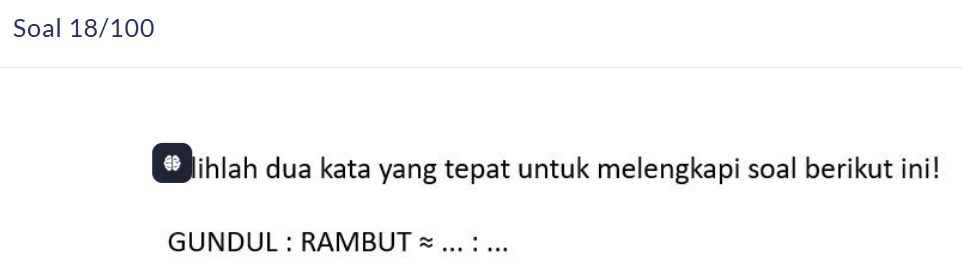 Soal 18/100
lihlah dua kata yang tepat untuk melengkapi soal berikut ini!
GUNDUL : RAMBUT ≈ ... : ...